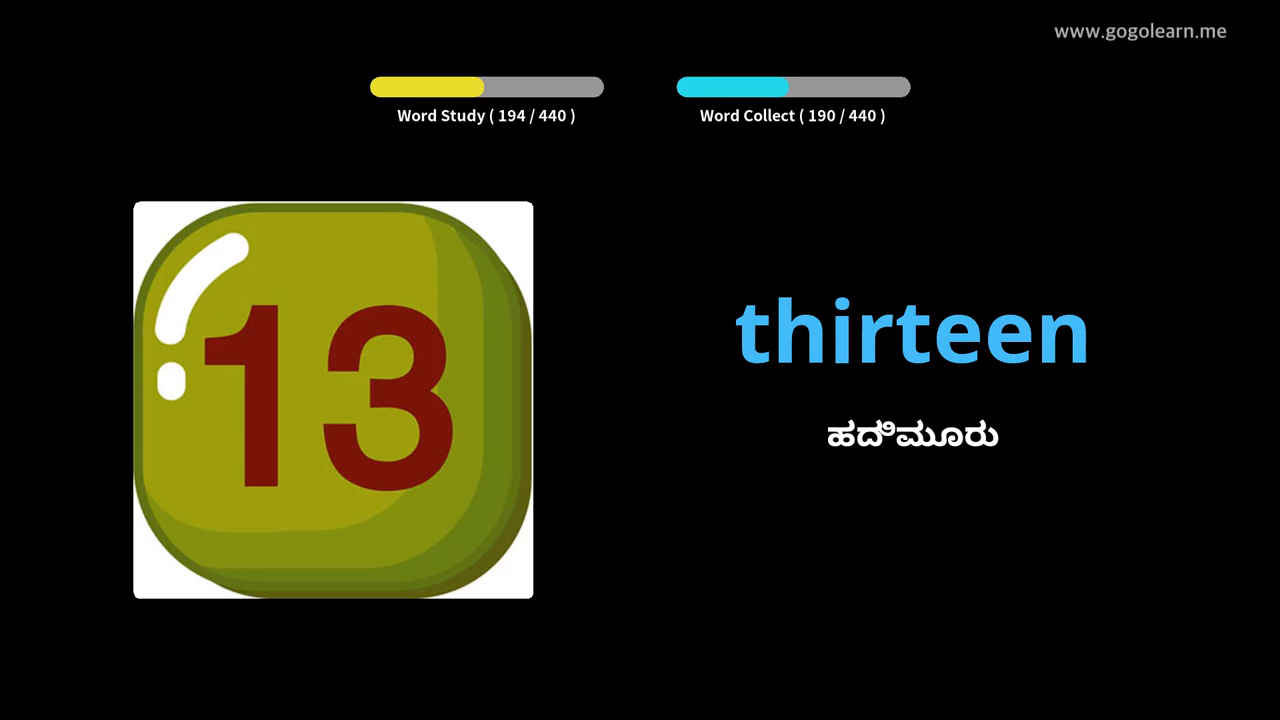 www.gogolearn.me
Word Study ( 194 / 440 )
Word Collect ( 190 / 440 )
13
thirteen
ಹದಿಮೂರು